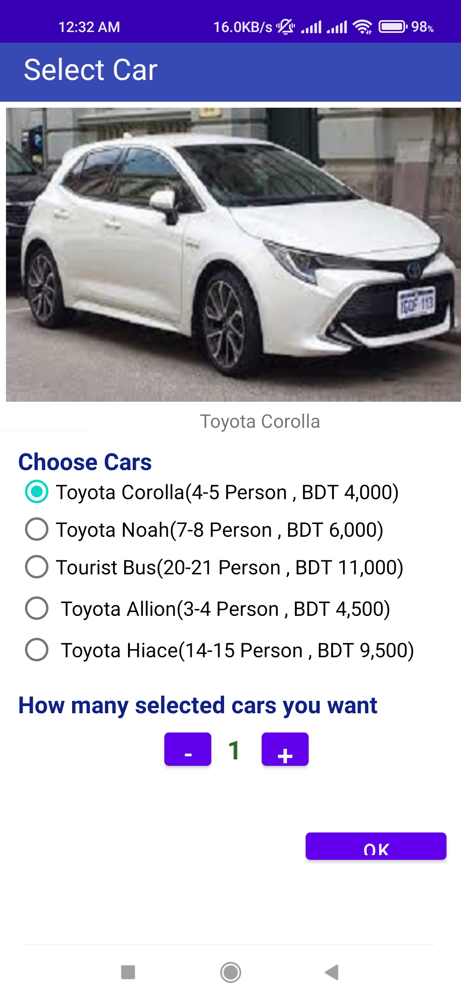 12:32 AM 16.0KB/s 98%
Select Car
Toyota Corolla
Choose Cars
Toyota Corolla(4-5 Person , BDT 4,000)
Toyota Noah(7-8 Person , BDT 6,000)
Tourist Bus(20-21 Person , BDT 11,000)
Toyota Allion(3-4 Person , BDT 4,500)
Toyota Hiace(14-15 Person , BDT 9,500)
How many selected cars you want
- 1 +
OK